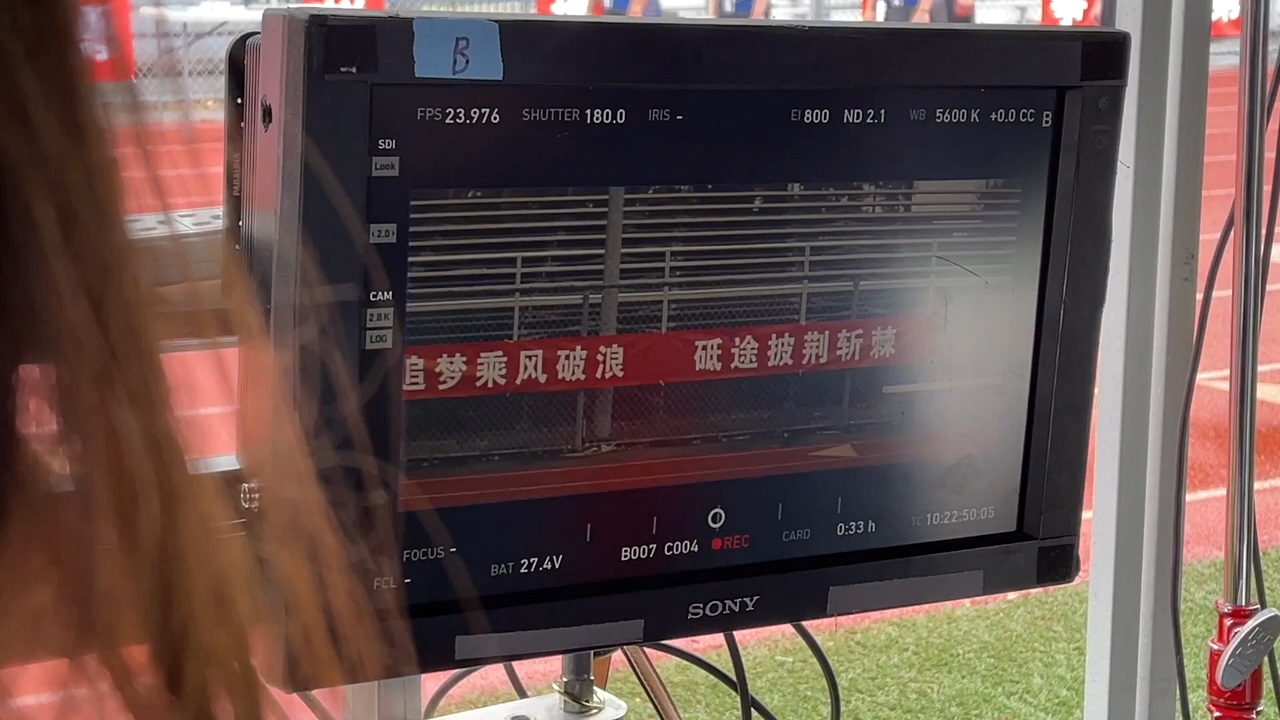 B
FPS 23.976 SHUTTER 180.0 IRIS - EI 800 ND 2.1 WB 5600 K +0.0 CC B
SDI
Look
‹2.0›
CAM
2.8K
LOG
追梦乘风破浪 砥途披荆斩棘
FOCUS -
FCL -
BAT 27.4V
B007 C004 REC
CARD 0:33 h
TC 10:22:50:05
SONY